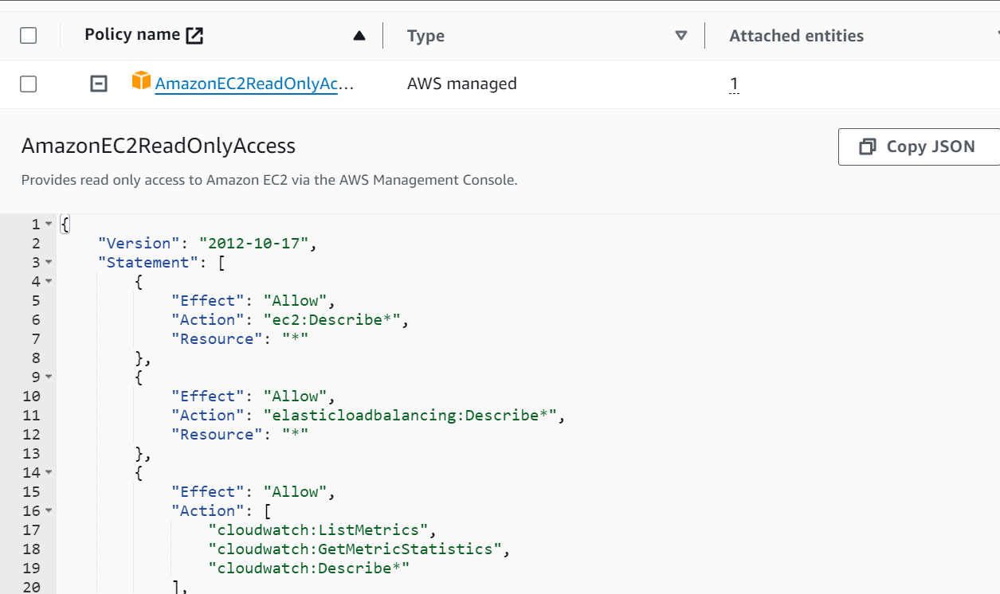 Policy name Type Attached entities
AmazonEC2ReadOnlyAc... AWS managed 1
AmazonEC2ReadOnlyAccess Copy JSON
Provides read only access to Amazon EC2 via the AWS Management Console.
1 {
2 "Version": "2012-10-17",
3 "Statement": [
4 {
5 "Effect": "Allow",
6 "Action": "ec2:Describe*",
7 "Resource": "*"
8 },
9 {
10 "Effect": "Allow",
11 "Action": "elasticloadbalancing:Describe*",
12 "Resource": "*"
13 },
14 {
15 "Effect": "Allow",
16 "Action": [
17 "cloudwatch:ListMetrics",
18 "cloudwatch:GetMetricStatistics",
19 "cloudwatch:Describe*"
20 ],